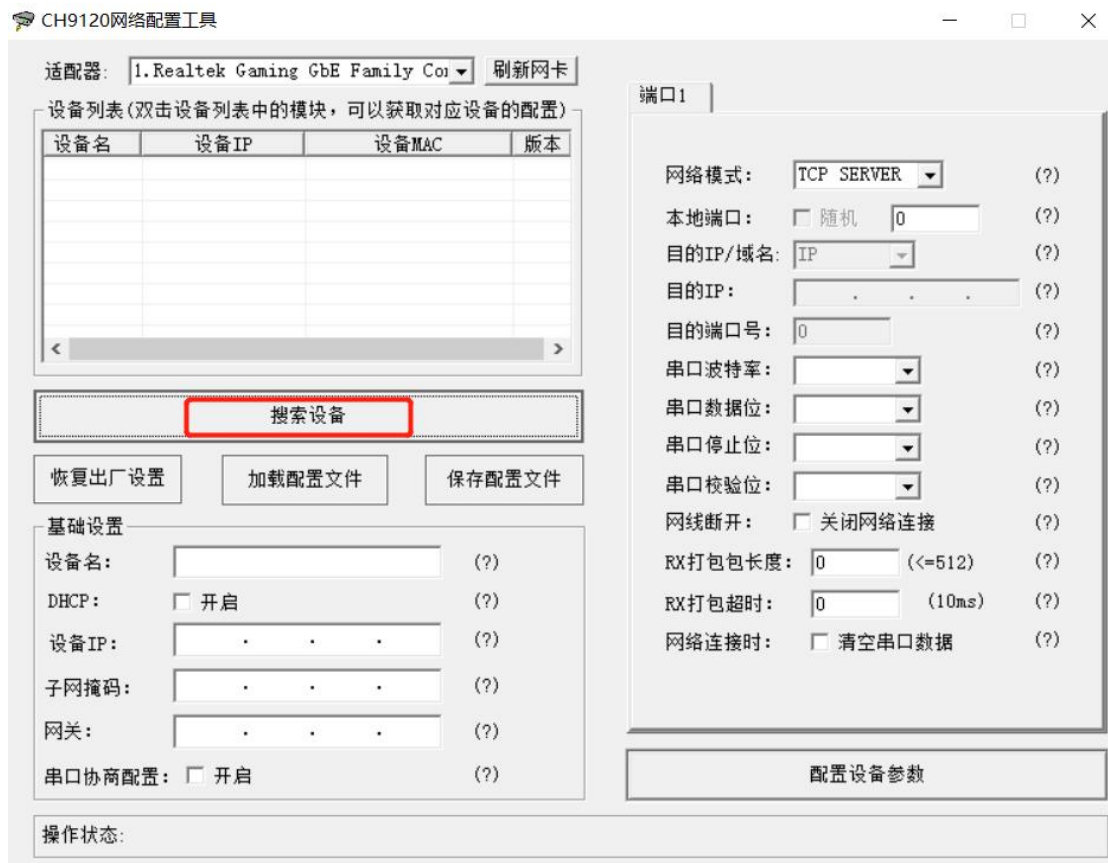 CH9120网络配置工具
适配器: 1.Realtek Gaming GbE Family Co 刷新网卡
设备列表(双击设备列表中的模块，可以获取对应设备的配置)
设备名 设备IP 设备MAC 版本
搜索设备
恢复出厂设置 加载配置文件 保存配置文件
基础设置
设备名: (?)
DHCP: 开启 (?)
设备IP: . . . (?)
子网掩码: . . . (?)
网关: . . . (?)
串口协商配置: 开启 (?)
端口1
网络模式: TCP SERVER (?)
本地端口: 随机 0 (?)
目的IP/域名: IP (?)
目的IP: . . . (?)
目的端口号: 0 (?)
串口波特率: (?)
串口数据位: (?)
串口停止位: (?)
串口校验位: (?)
网线断开: 关闭网络连接 (?)
RX打包包长度: 0 (<=512) (?)
RX打包超时: 0 (10ms) (?)
网络连接时: 清空串口数据 (?)
配置设备参数
操作状态: